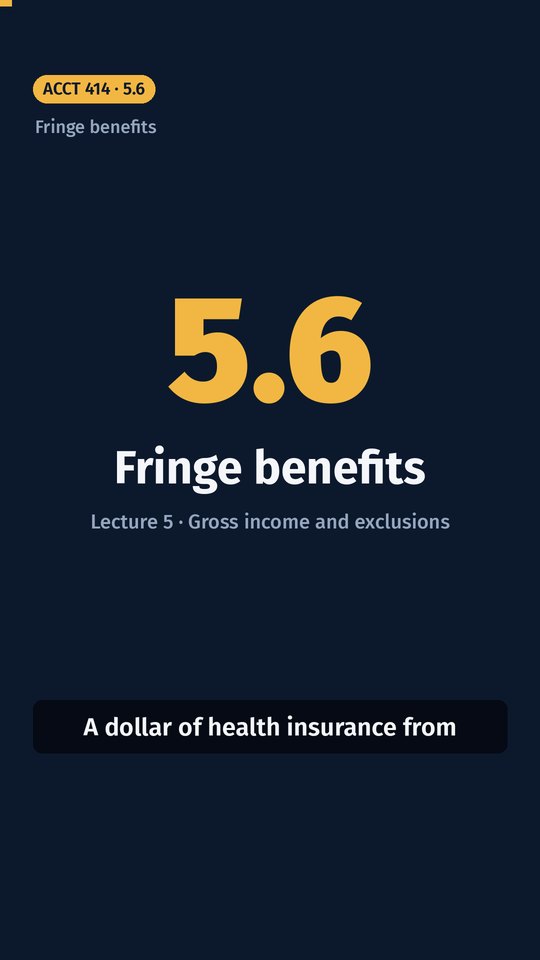 ACCT 414 · 5.6
Fringe benefits
5.6
Fringe benefits
Lecture 5 · Gross income and exclusions
A dollar of health insurance from